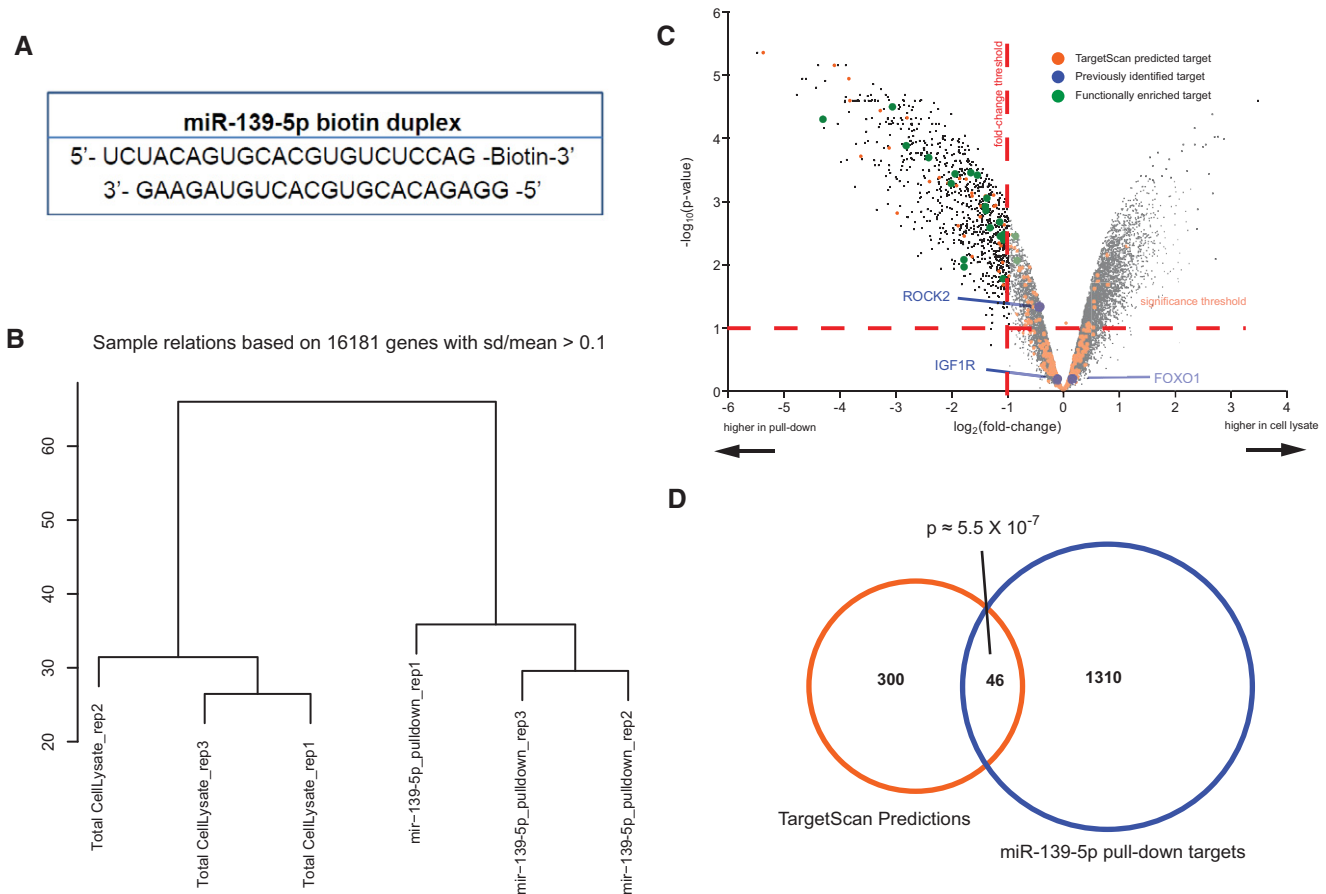 A
miR-139-5p biotin duplex
5’- UCUACAGUGCACGUGUCUCCAG -Biotin-3’
3’- GAAGAUGUCACGUGCACAGAGG -5’
B
Sample relations based on 16181 genes with sd/mean > 0.1
60
50
40
30
20
Total CellLysate_rep2
Total CellLysate_rep3
Total CellLysate_rep1
mir−139-5p_pulldown_rep1
mir−139-5p_pulldown_rep3
mir−139-5p_pulldown_rep2
C
6
5
4
3
2
1
0
-log10(p-value)
fold-change threshold
TargetScan predicted target
Previously identified target
Functionally enriched target
ROCK2
significance threshold
IGF1R
FOXO1
-6 -5 -4 -3 -2 -1 0 1 2 3 4
higher in pull-down
log2(fold-change)
higher in cell lysate
D
p ≈ 5.5 X 10-7
300
46
1310
TargetScan Predictions
miR-139-5p pull-down targets